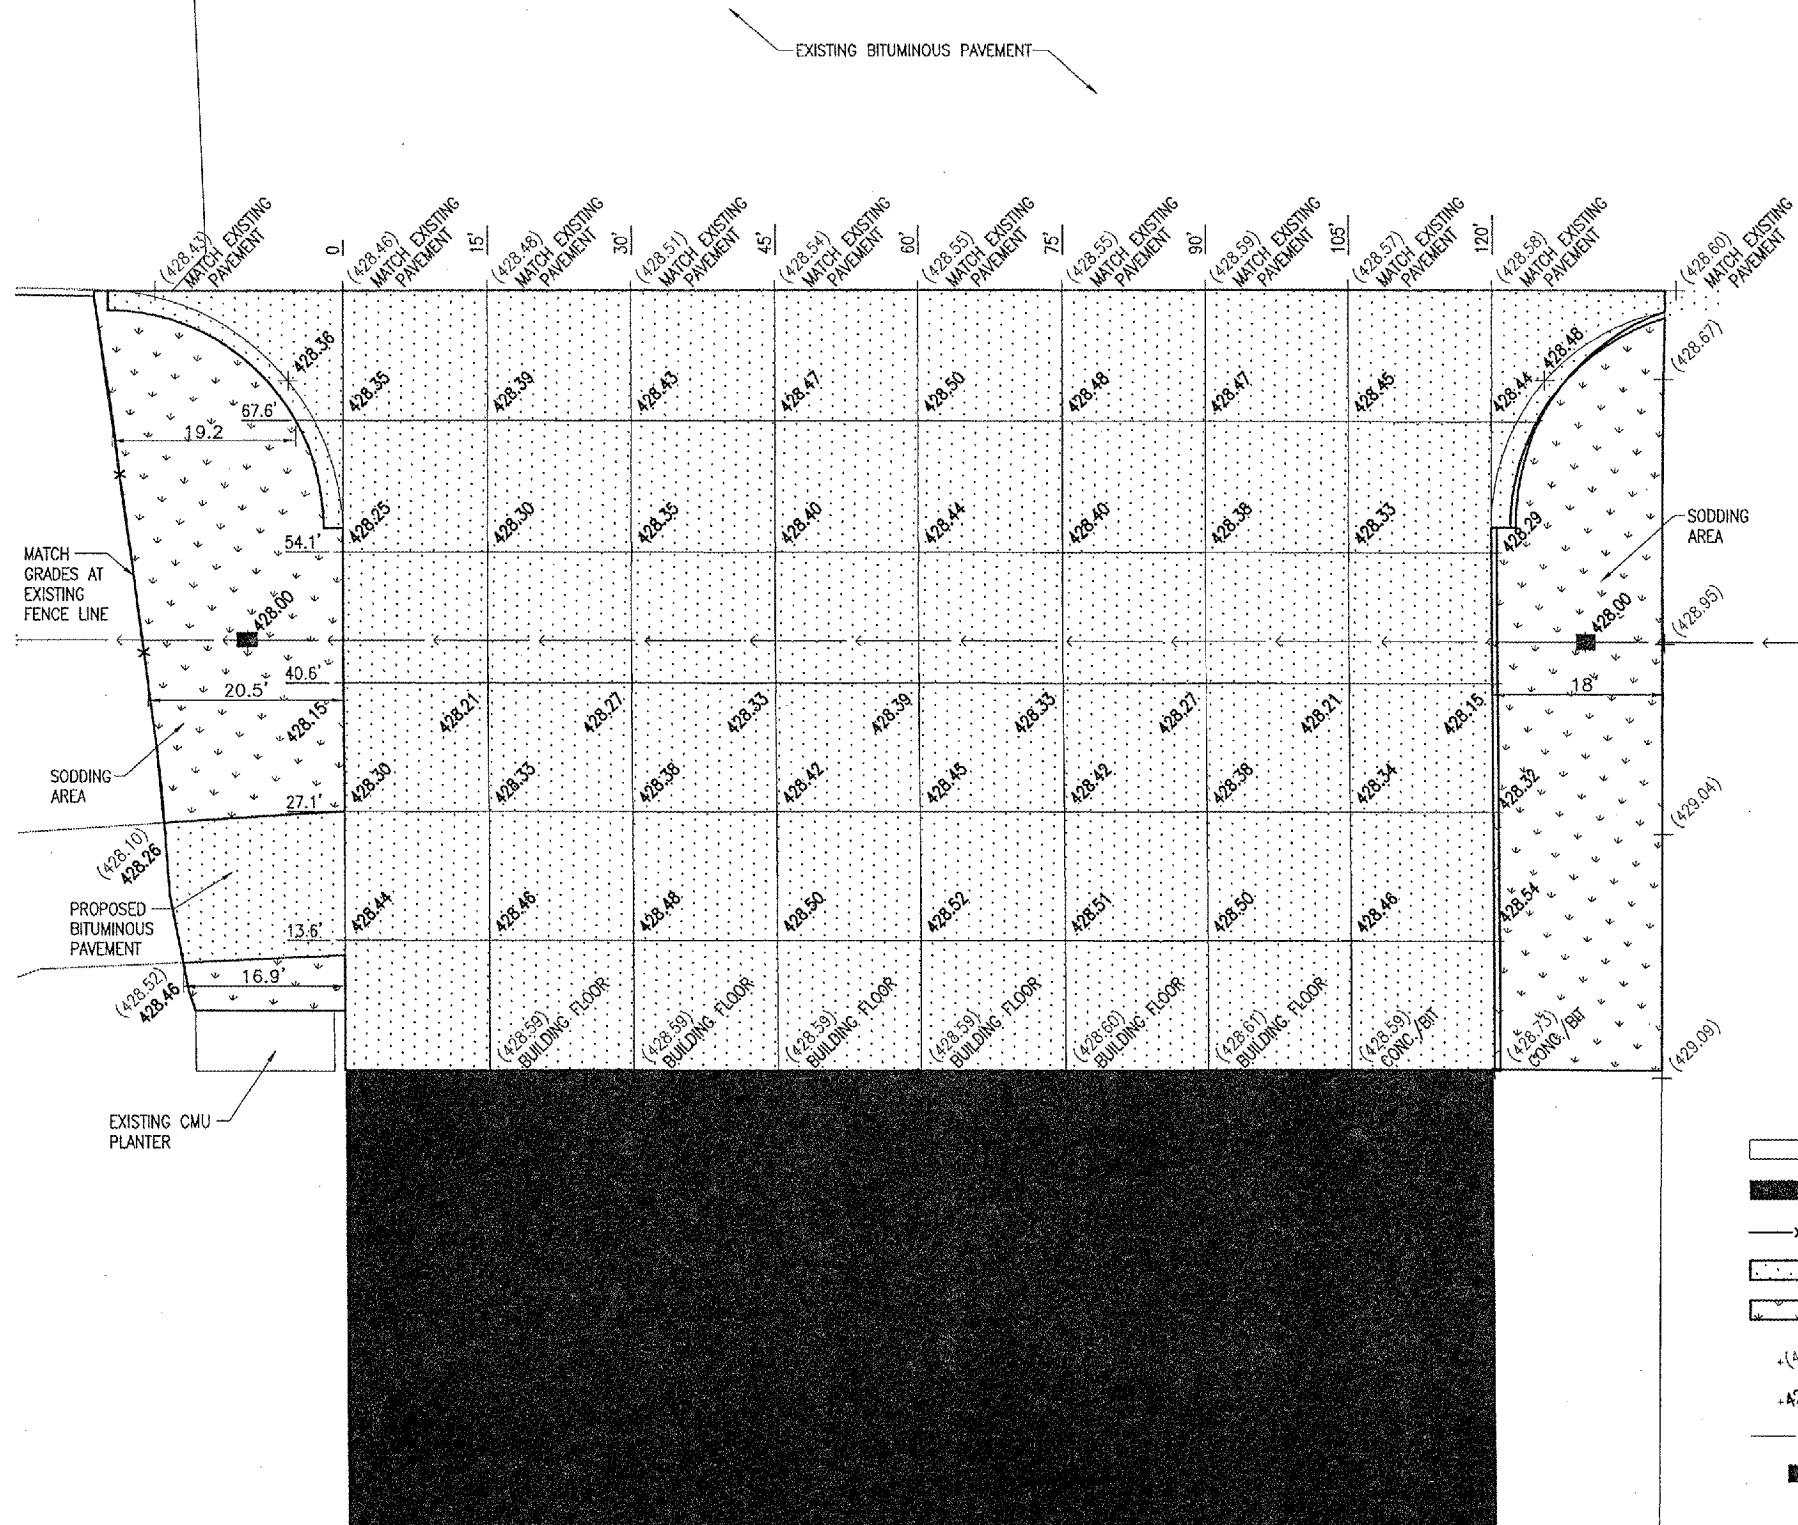 EXISTING BITUMINOUS PAVEMENT
(428.43)
MATCH EXISTING
PAVEMENT
0
(428.46)
MATCH EXISTING
PAVEMENT
15'
(428.48)
MATCH EXISTING
PAVEMENT
30'
(428.51)
MATCH EXISTING
PAVEMENT
45'
(428.54)
MATCH EXISTING
PAVEMENT
60'
(428.55)
MATCH EXISTING
PAVEMENT
75'
(428.55)
MATCH EXISTING
PAVEMENT
90'
(428.59)
MATCH EXISTING
PAVEMENT
105'
(428.57)
MATCH EXISTING
PAVEMENT
120'
(428.58)
MATCH EXISTING
PAVEMENT
(428.60)
MATCH EXISTING
PAVEMENT
428.36
428.35
428.39
428.43
428.47
428.50
428.48
428.47
428.45
428.44
428.48
(428.67)
67.6'
19.2
428.25
428.30
428.35
428.40
428.44
428.40
428.38
428.33
428.29
54.1'
SODDING
AREA
MATCH
GRADES AT
EXISTING
FENCE LINE
428.00
428.00
(428.95)
40.6'
20.5'
18'
428.15
428.21
428.27
428.33
428.39
428.33
428.27
428.21
428.15
SODDING
AREA
428.30
428.33
428.38
428.42
428.45
428.42
428.38
428.34
428.32
(429.04)
27.1'
(428.10)
428.26
PROPOSED
BITUMINOUS
PAVEMENT
428.44
428.46
428.48
428.50
428.52
428.51
428.50
428.46
428.54
13.6'
16.9'
(428.52)
428.46
(428.59)
BUILDING FLOOR
(428.59)
BUILDING FLOOR
(428.59)
BUILDING FLOOR
(428.59)
BUILDING FLOOR
(428.60)
BUILDING FLOOR
(428.61)
BUILDING FLOOR
(428.59)
CONC./BIT
(428.73)
CONC./BIT
(429.09)
EXISTING CMU
PLANTER